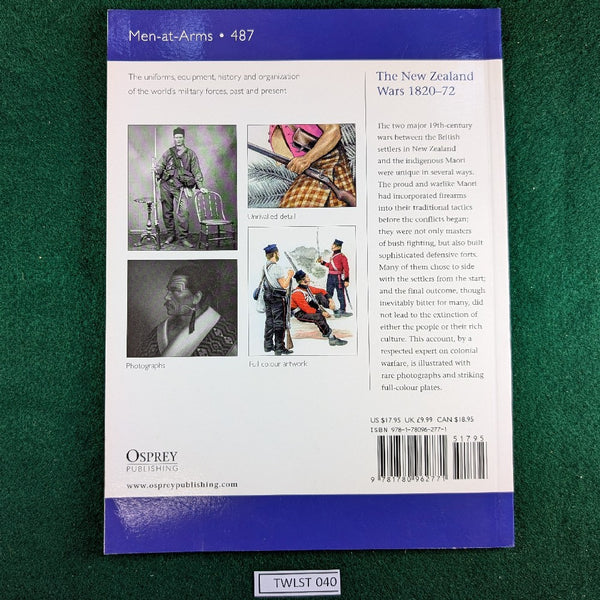 Men-at-Arms • 487
The uniforms, equipment, history and organization
of the world's military forces, past and present
Unrivalled detail
Photographs
Full colour artwork
The New Zealand
Wars 1820–72
The two major 19th-century
wars between the British
settlers in New Zealand
and the indigenous Maori
were unique in several ways.
The proud and warlike Maori
had incorporated firearms
into their traditional tactics
before the conflicts began;
they were not only masters
of bush fighting, but also built
sophisticated defensive forts.
Many of them chose to side
with the settlers from the start;
and the final outcome, though
inevitably bitter for many, did
not lead to the extinction of
either the people or their rich
culture. This account, by a
respected expert on colonial
warfare, is illustrated with
rare photographs and striking
full-colour plates.
US $17.95 UK £9.99 CAN $18.95
ISBN 978-1-78096-277-1
51795
9 781780 962771
OSPREY
PUBLISHING
www.ospreypublishing.com
TWLST 040